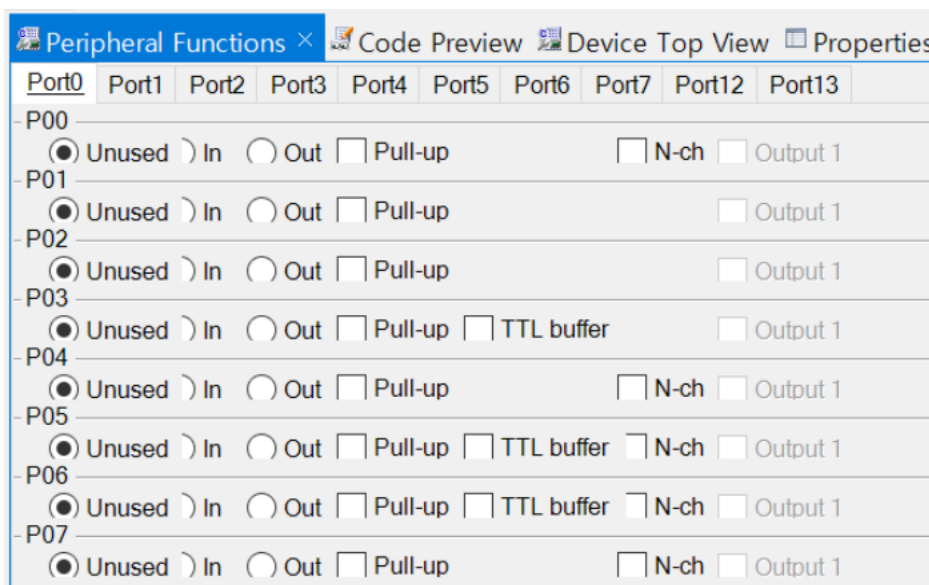 Peripheral Functions × Code Preview Device Top View Properties
Port0 Port1 Port2 Port3 Port4 Port5 Port6 Port7 Port12 Port13
P00
Unused In Out Pull-up N-ch Output 1
P01
Unused In Out Pull-up Output 1
P02
Unused In Out Pull-up Output 1
P03
Unused In Out Pull-up TTL buffer Output 1
P04
Unused In Out Pull-up N-ch Output 1
P05
Unused In Out Pull-up TTL buffer N-ch Output 1
P06
Unused In Out Pull-up TTL buffer N-ch Output 1
P07
Unused In Out Pull-up N-ch Output 1